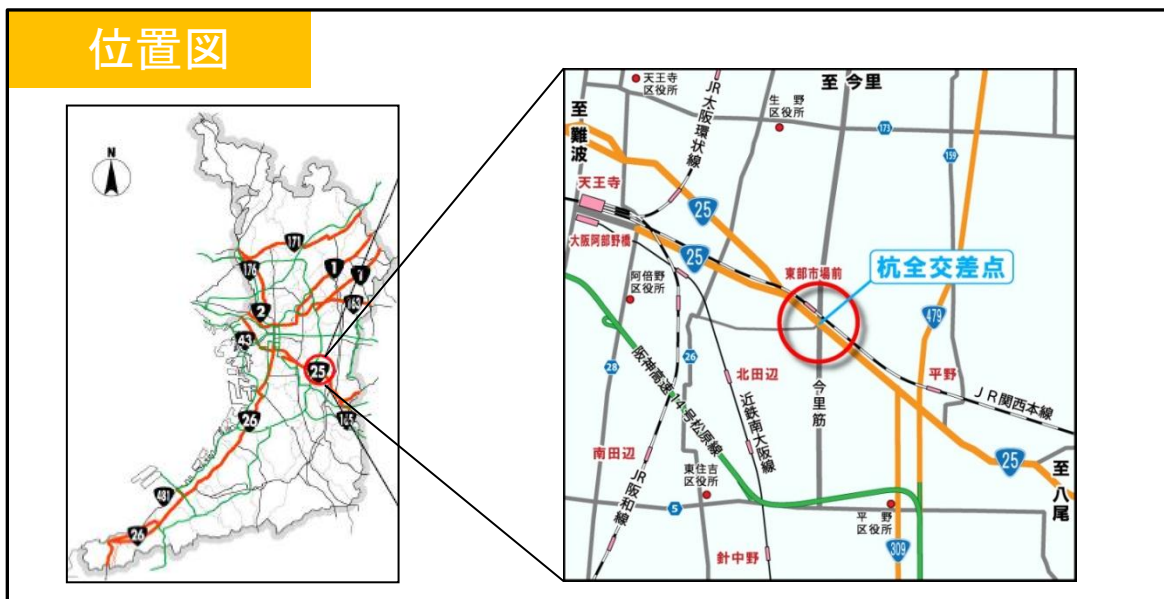 位置図
N
171
176
1
1
163
2
43
25
165
26
481
26
天王寺
区役所
至 今里
生 野
区役所
JR大阪環状線
至 難波
173
159
天王寺
25
大阪阿部野橋
25
東部市場前
杭全交差点
阿倍野
区役所
479
阪神高速14号松原線
26
28
北田辺
近鉄南大阪線
今里筋
平野
JR関西本線
南田辺
JR阪和線
東住吉
区役所
25
至 八尾
5
平 野
区役所
309
針中野